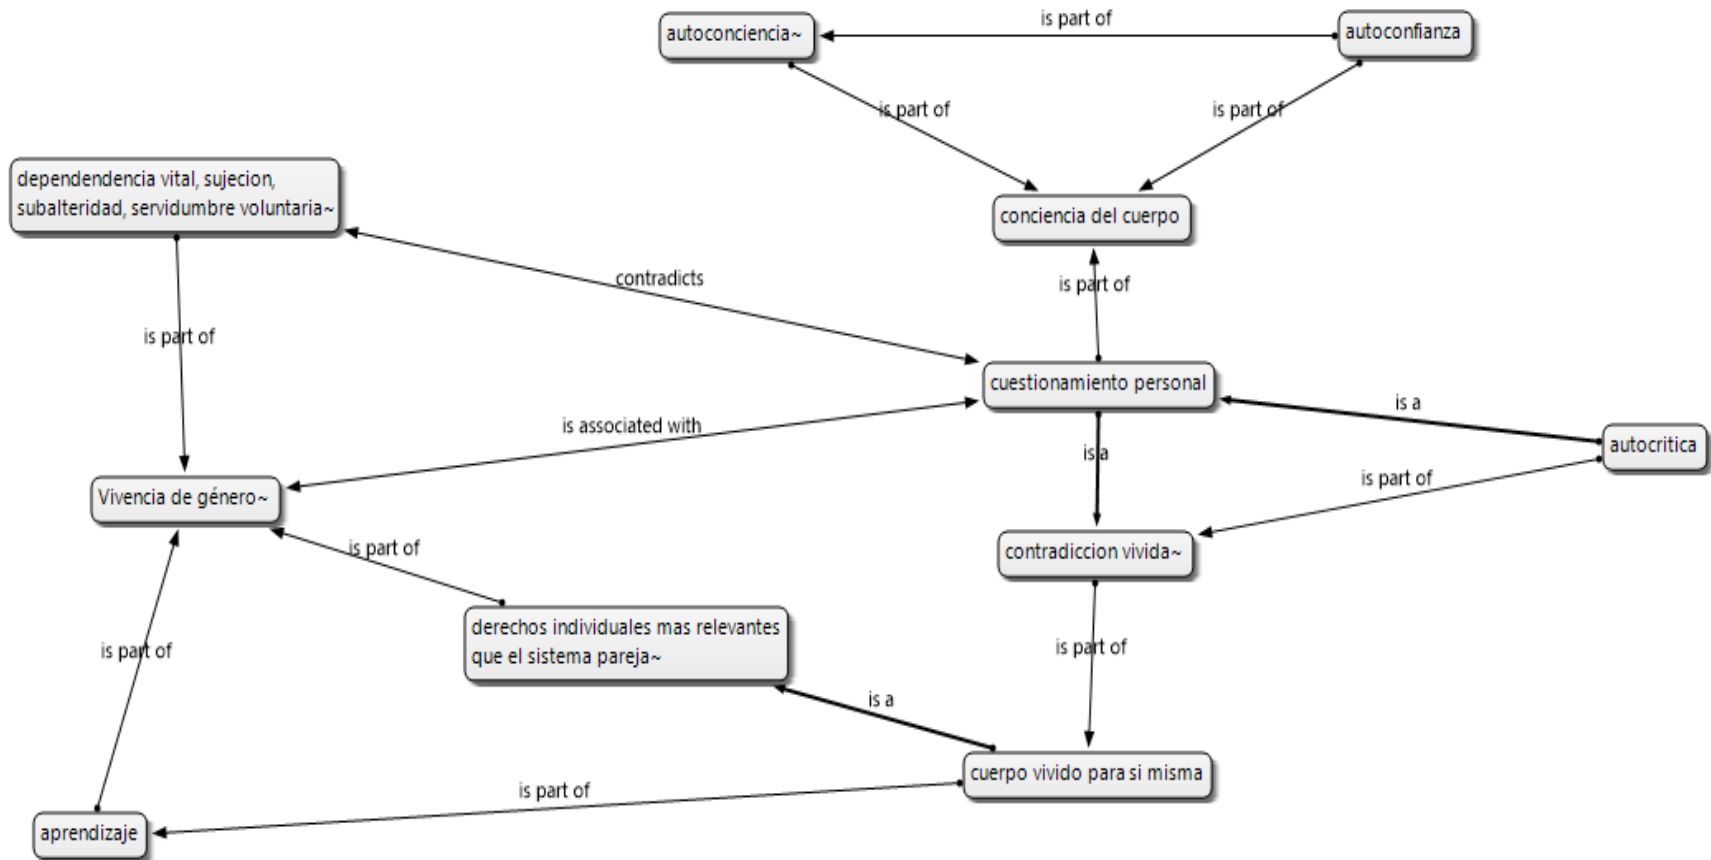 is part of
autoconciencia~
autoconfianza
is part of
is part of
dependendencia vital, sujecion,
subalteridad, servidumbre voluntaria~
conciencia del cuerpo
contradicts
is part of
is part of
cuestionamiento personal
is a
is associated with
is a
autocritica
is part of
Vivencia de género~
is part of
contradiccion vivida~
derechos individuales mas relevantes
que el sistema pareja~
is part of
is part of
is a
cuerpo vivido para si misma
is part of
aprendizaje